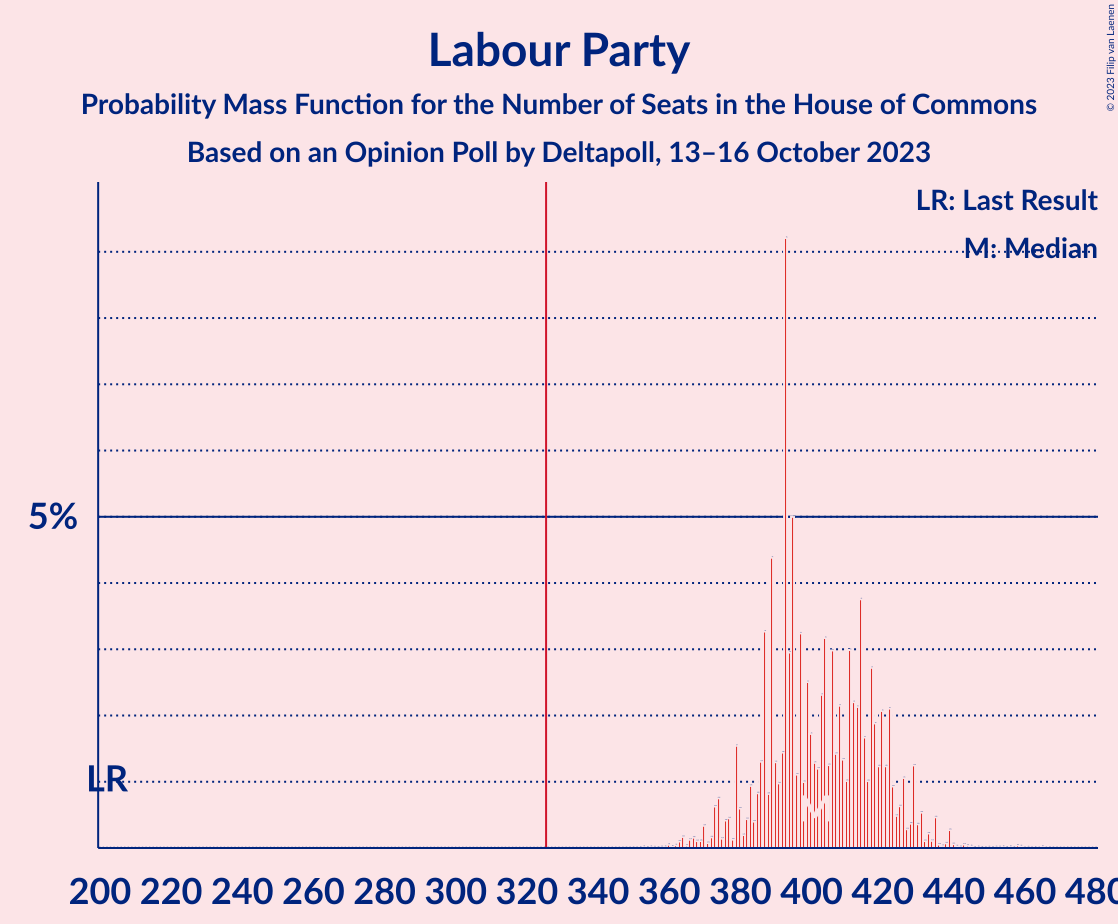 Labour Party
Probability Mass Function for the Number of Seats in the House of Commons
Based on an Opinion Poll by Deltapoll, 13–16 October 2023
© 2023 Filip van Laenen
LR: Last Result
M: Median
5%
LR
M
200 220 240 260 280 300 320 340 360 380 400 420 440 460 480